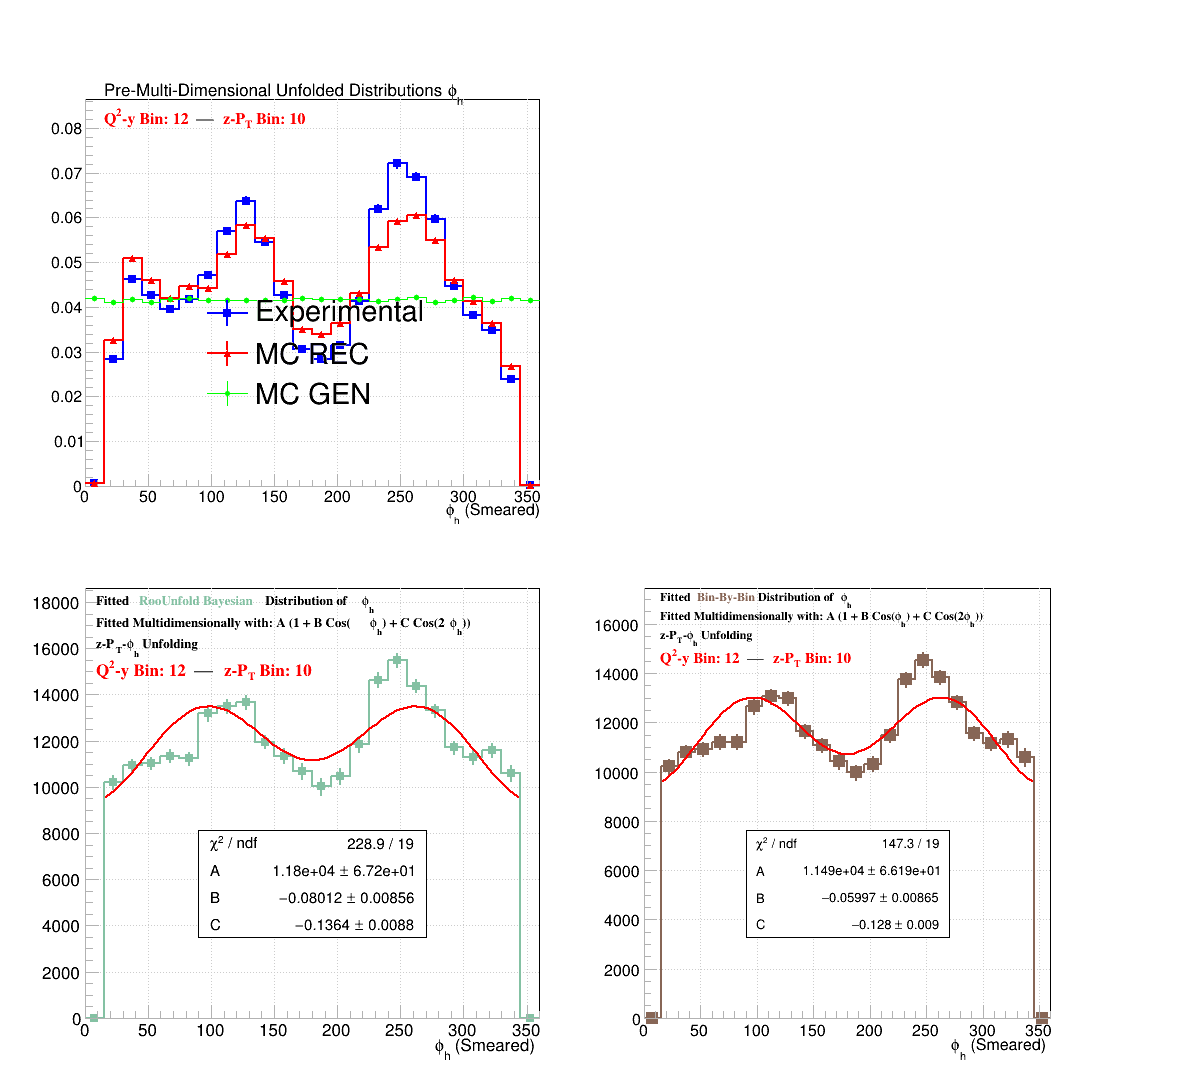 Pre-Multi-Dimensional Unfolded Distributions ϕh
Q²-y Bin: 12 — z-PT Bin: 10
0.08
0.07
0.06
0.05
0.04
0.03
0.02
0.01
0
Experimental
MC REC
MC GEN
0 50 100 150 200 250 300 350
ϕh (Smeared)
Fitted RooUnfold Bayesian Distribution of ϕh
Fitted Multidimensionally with: A (1 + B Cos( ϕh) + C Cos(2 ϕh))
z-PT-ϕh Unfolding
Q²-y Bin: 12 — z-PT Bin: 10
18000
16000
14000
12000
10000
8000
6000
4000
2000
0
χ² / ndf 228.9 / 19
A 1.18e+04 ± 6.72e+01
B −0.08012 ± 0.00856
C −0.1364 ± 0.0088
0 50 100 150 200 250 300 350
ϕh (Smeared)
Fitted Bin-By-Bin Distribution of ϕh
Fitted Multidimensionally with: A (1 + B Cos(ϕh) + C Cos(2ϕh))
z-PT-ϕh Unfolding
Q²-y Bin: 12 — z-PT Bin: 10
16000
14000
12000
10000
8000
6000
4000
2000
0
χ² / ndf 147.3 / 19
A 1.149e+04 ± 6.619e+01
B −0.05997 ± 0.00865
C −0.128 ± 0.009
0 50 100 150 200 250 300 350
ϕh (Smeared)